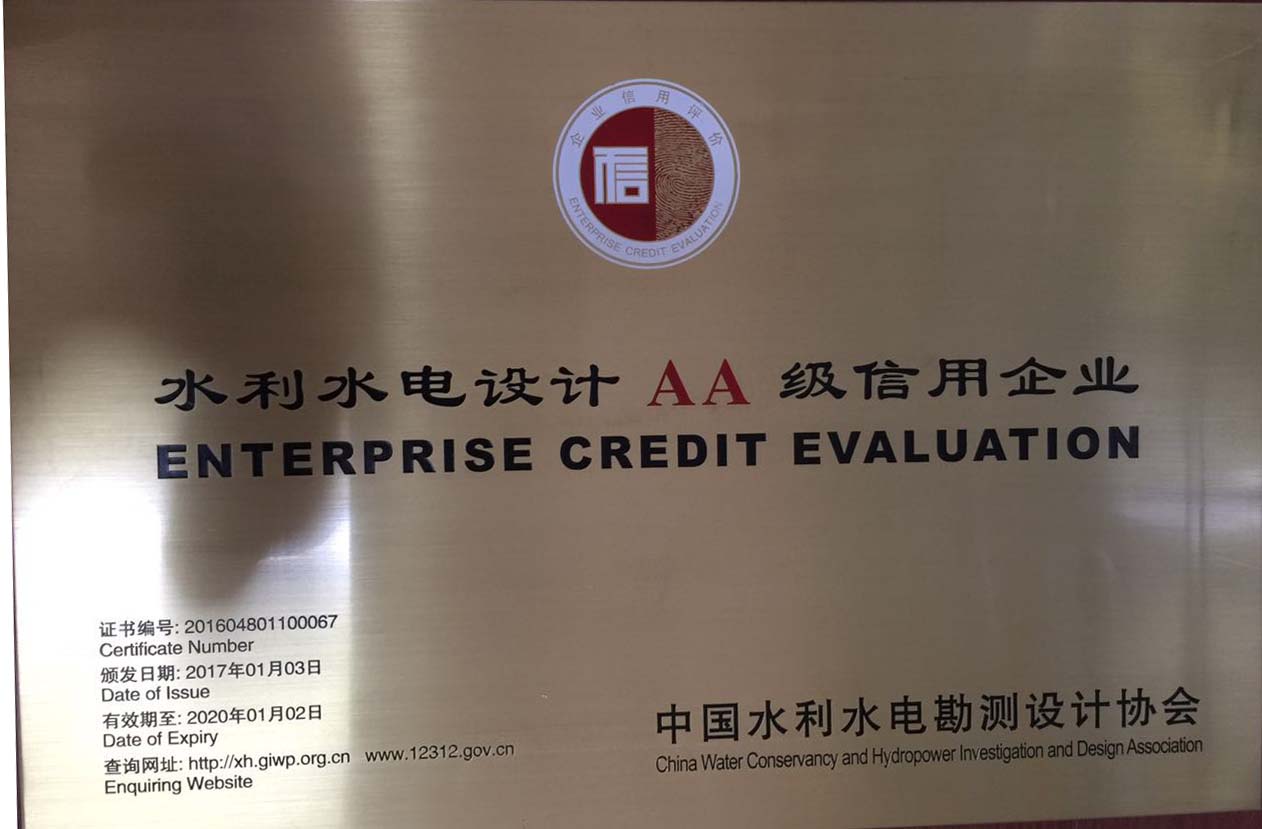 企业信用评价
信
ENTERPRISE CREDIT EVALUATION
水利水电设计 AA 级信用企业
ENTERPRISE CREDIT EVALUATION
证书编号: 201604801100067
Certificate Number
颁发日期: 2017年01月03日
Date of Issue
有效期至: 2020年01月02日
Date of Expiry
查询网址: http://xh.giwp.org.cn www.12312.gov.cn
Enquiring Website
中国水利水电勘测设计协会
China Water Conservancy and Hydropower Investigation and Design Association